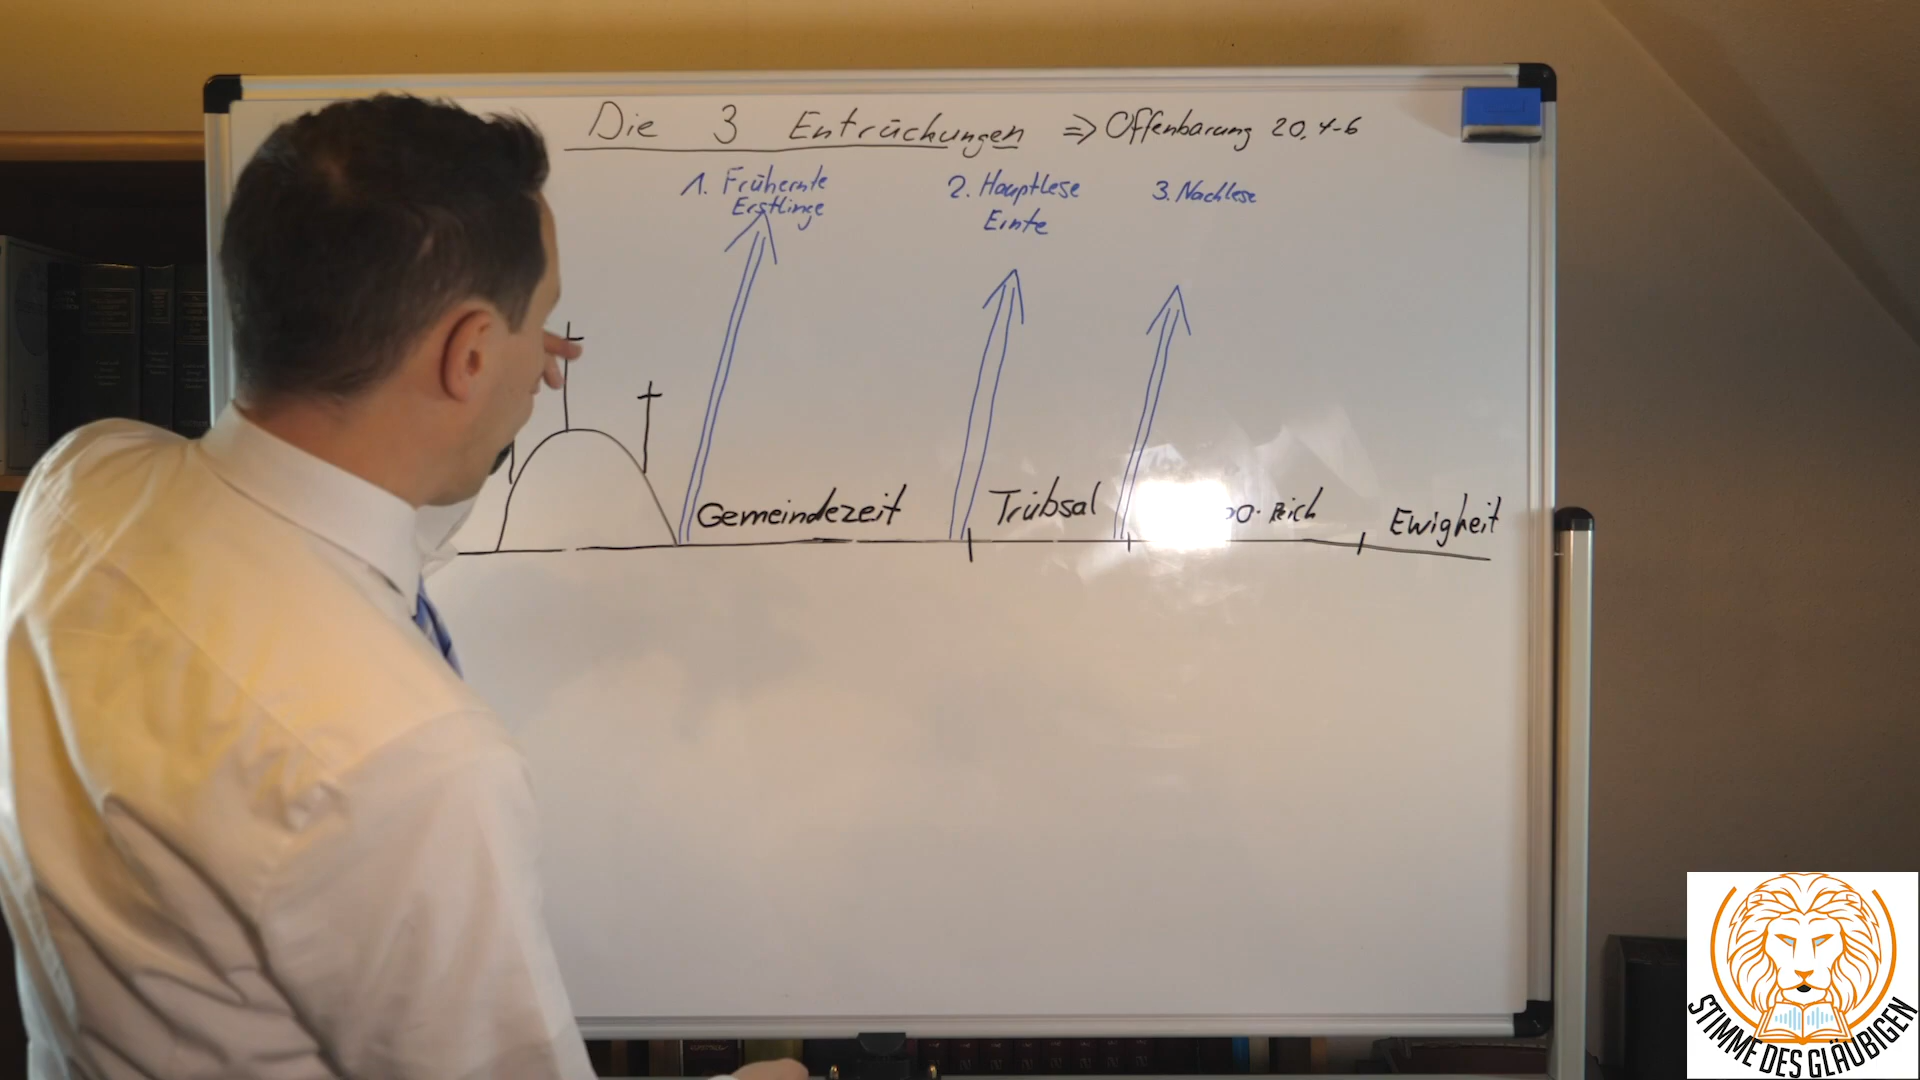 Die 3 Entrückungen => Offenbarung 20, 4-6
1. Frühernte
Erstlinge
2. Hauptlese
Ernte
3. Nachlese
Gemeindezeit
Trübsal
Reich
Ewigheit
STIMME DES GLÄUBIGEN